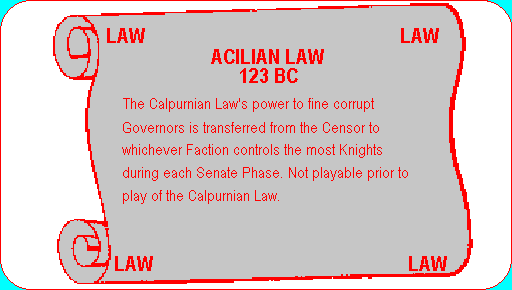 LAW LAW
ACILIAN LAW
123 BC
The Calpurnian Law's power to fine corrupt
Governors is transferred from the Censor to
whichever Faction controls the most Knights
during each Senate Phase. Not playable prior to
play of the Calpurnian Law.
LAW LAW